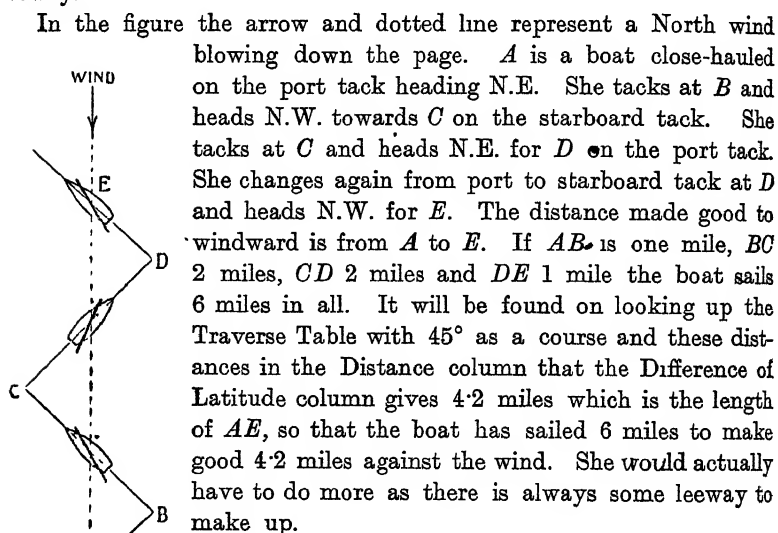 In the figure the arrow and dotted line represent a North wind
blowing down the page. A is a boat close-hauled
on the port tack heading N.E. She tacks at B and
heads N.W. towards C on the starboard tack. She
tacks at C and heads N.E. for D on the port tack.
She changes again from port to starboard tack at D
and heads N.W. for E. The distance made good to
windward is from A to E. If AB is one mile, BC
2 miles, CD 2 miles and DE 1 mile the boat sails
6 miles in all. It will be found on looking up the
Traverse Table with 45° as a course and these dist-
ances in the Distance column that the Difference of
Latitude column gives 4·2 miles which is the length
of AE, so that the boat has sailed 6 miles to make
good 4·2 miles against the wind. She would actually
have to do more as there is always some leeway to
make up.
WIND
E
D
C
B